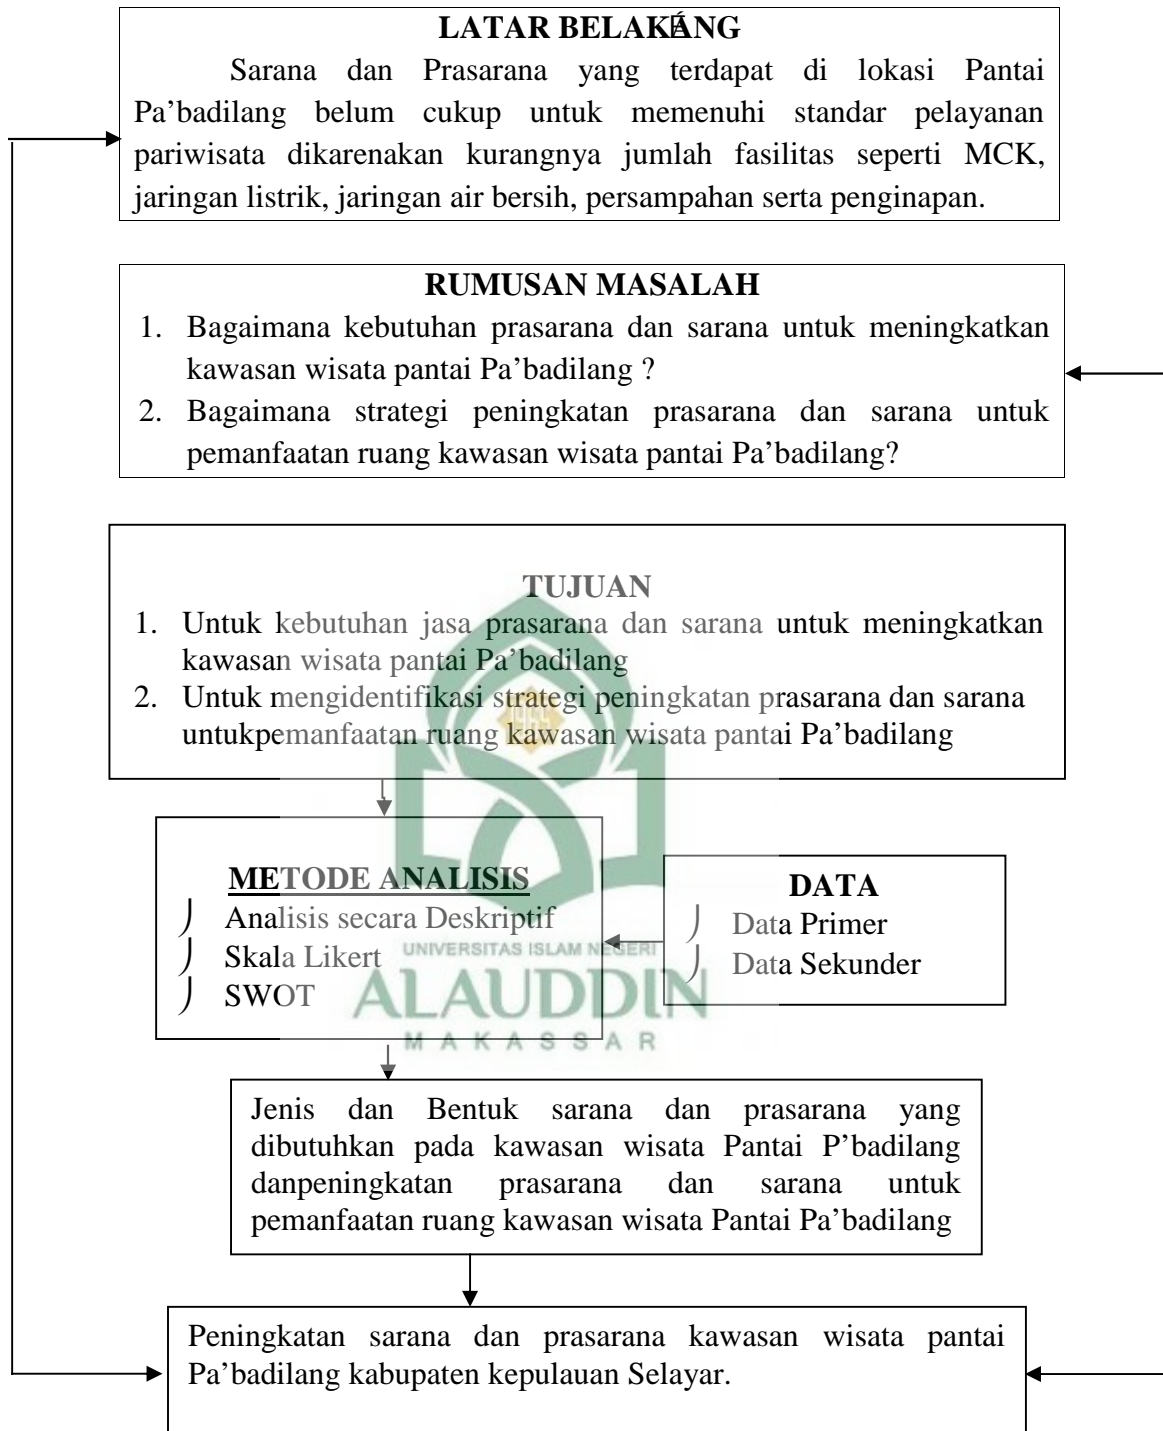 LATAR BELAKANG
Sarana dan Prasarana yang terdapat di lokasi Pantai
Pa’badilang belum cukup untuk memenuhi standar pelayanan
pariwisata dikarenakan kurangnya jumlah fasilitas seperti MCK,
jaringan listrik, jaringan air bersih, persampahan serta penginapan.
RUMUSAN MASALAH
1. Bagaimana kebutuhan prasarana dan sarana untuk meningkatkan
kawasan wisata pantai Pa’badilang ?
2. Bagaimana strategi peningkatan prasarana dan sarana untuk
pemanfaatan ruang kawasan wisata pantai Pa’badilang?
TUJUAN
1. Untuk kebutuhan jasa prasarana dan sarana untuk meningkatkan
kawasan wisata pantai Pa’badilang
2. Untuk mengidentifikasi strategi peningkatan prasarana dan sarana
untukpemanfaatan ruang kawasan wisata pantai Pa’badilang
1965
METODE ANALISIS
Analisis secara Deskriptif
Skala Likert
SWOT
DATA
Data Primer
Data Sekunder
UNIVERSITAS ISLAM NEGERI
ALAUDDIN
MAKASSAR
Jenis dan Bentuk sarana dan prasarana yang
dibutuhkan pada kawasan wisata Pantai P’badilang
danpeningkatan prasarana dan sarana untuk
pemanfaatan ruang kawasan wisata Pantai Pa’badilang
Peningkatan sarana dan prasarana kawasan wisata pantai
Pa’badilang kabupaten kepulauan Selayar.